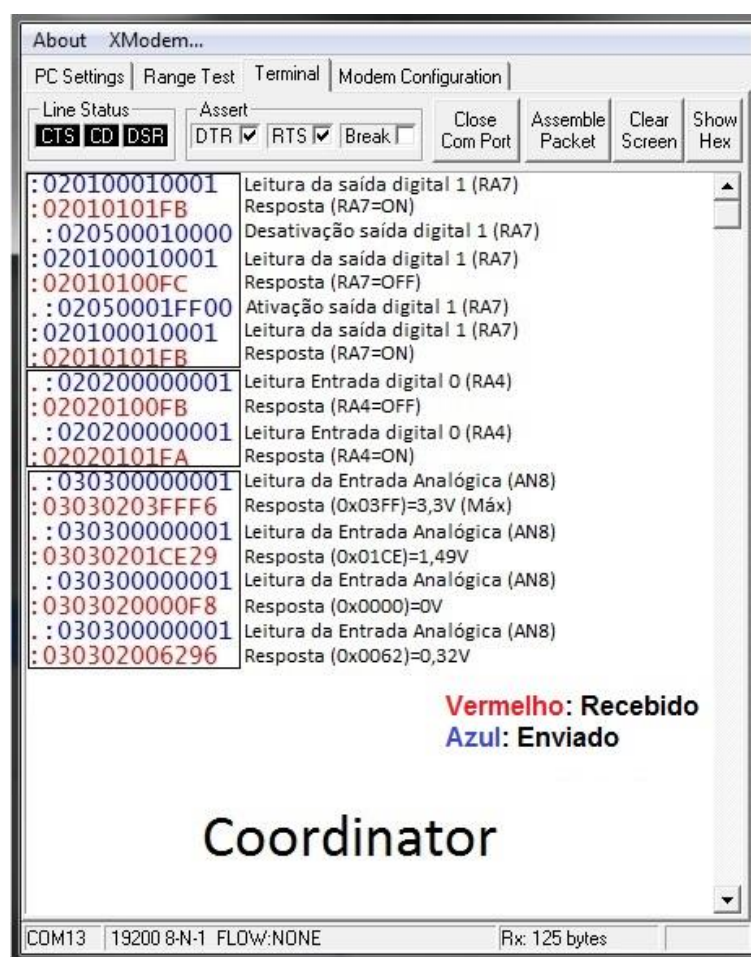 About XModem...
PC Settings Range Test Terminal Modem Configuration
Line Status Assert
CTS CD DSR DTR RTS Break Close Com Port Assemble Packet Clear Screen Show Hex
:020100010001 Leitura da saída digital 1 (RA7)
:02010101FB Resposta (RA7=ON)
.:020500010000 Desativação saída digital 1 (RA7)
:020100010001 Leitura da saída digital 1 (RA7)
:02010100FC Resposta (RA7=OFF)
.:02050001FF00 Ativação saída digital 1 (RA7)
:020100010001 Leitura da saída digital 1 (RA7)
:02010101FB Resposta (RA7=ON)
.:020200000001 Leitura Entrada digital 0 (RA4)
:02020100FB Resposta (RA4=OFF)
.:020200000001 Leitura Entrada digital 0 (RA4)
:02020101FA Resposta (RA4=ON)
.:030300000001 Leitura da Entrada Analógica (AN8)
:03030203FFF6 Resposta (0x03FF)=3,3V (Máx)
.:030300000001 Leitura da Entrada Analógica (AN8)
:03030201CE29 Resposta (0x01CE)=1,49V
.:030300000001 Leitura da Entrada Analógica (AN8)
:0303020000F8 Resposta (0x0000)=0V
.:030300000001 Leitura da Entrada Analógica (AN8)
:030302006296 Resposta (0x0062)=0,32V
Vermelho: Recebido
Azul: Enviado
Coordinator
COM13 19200 8-N-1 FLOW:NONE Rx: 125 bytes